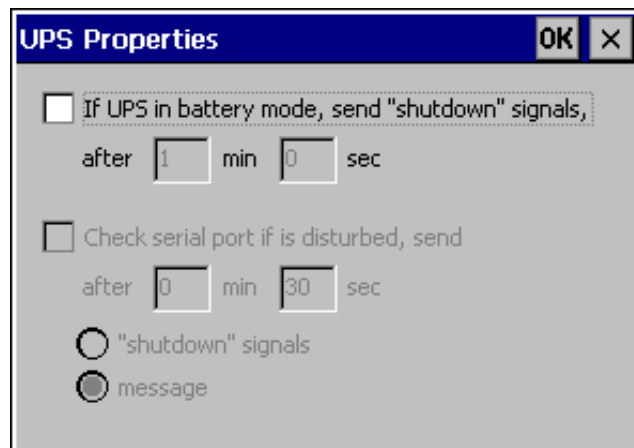 UPS Properties OK ×
If UPS in battery mode, send "shutdown" signals,
after 1 min 0 sec
Check serial port if is disturbed, send
after 0 min 30 sec
"shutdown" signals
message